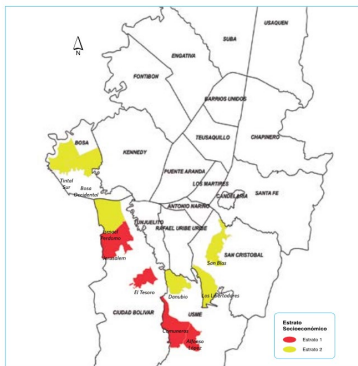 USAQUEN
SUBA
N
ENGATIVA
FONTIBON
BARRIOS UNIDOS
TEUSAQUILLO
CHAPINERO
BOSA
KENNEDY
PUENTE ARANDA
LOS MARTIRES
CANDELARIA
SANTA FE
Tintal
Sur
Bosa
Occidental
ANTONIO NARIÑO
TUNJUELITO
RAFAEL URIBE URIBE
Ismael
Perdomo
Jerusalem
SAN CRISTOBAL
San Blas
El Tesoro
Danubio
Los Libertadores
CIUDAD BOLIVAR
USME
Comuneros
Alfonso
López
Estrato
Socioeconómico
Estrato 1
Estrato 2